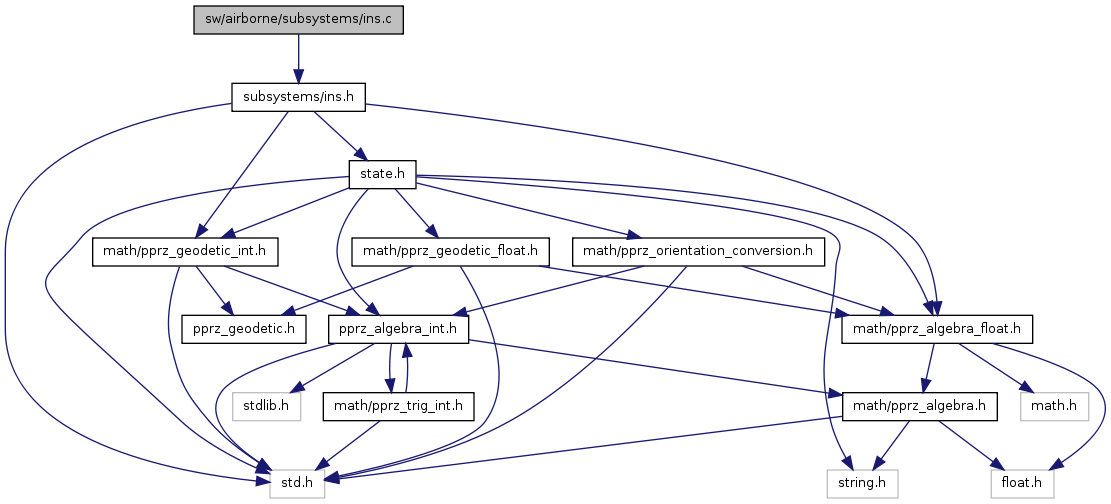 sw/airborne/subsystems/ins.c
subsystems/ins.h
state.h
math/pprz_geodetic_int.h
math/pprz_geodetic_float.h
math/pprz_orientation_conversion.h
pprz_geodetic.h
pprz_algebra_int.h
math/pprz_algebra_float.h
stdlib.h
math/pprz_trig_int.h
math/pprz_algebra.h
math.h
std.h
string.h
float.h